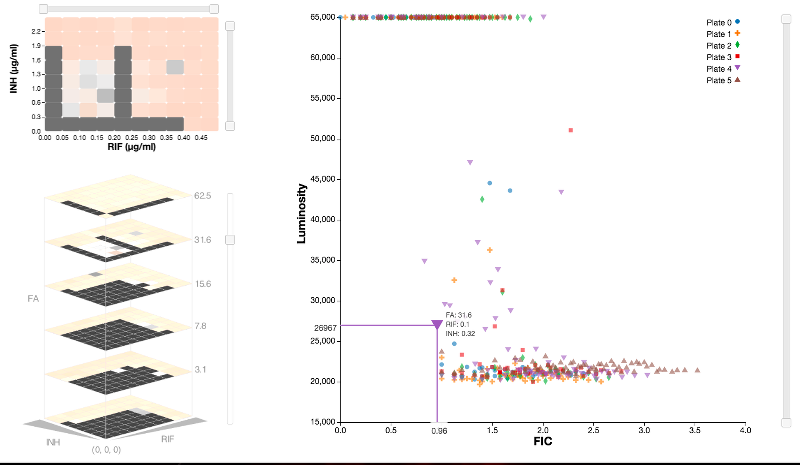 INH (µg/ml)
2.2
1.9
1.6
1.3
1.0
0.6
0.3
0.0
0.00 0.05 0.10 0.15 0.20 0.25 0.30 0.35 0.40 0.45
RIF (µg/ml)
62.5
31.6
15.6
FA
7.8
3.1
INH
RIF
(0, 0, 0)
65,000
60,000
55,000
50,000
45,000
40,000
35,000
30,000
25,000
20,000
15,000
Luminosity
26967
FA: 31.6
RIF: 0.1
INH: 0.32
Plate 0
Plate 1
Plate 2
Plate 3
Plate 4
Plate 5
0.0 0.5 0.96 1.5 2.0 2.5 3.0 3.5 4.0
FIC